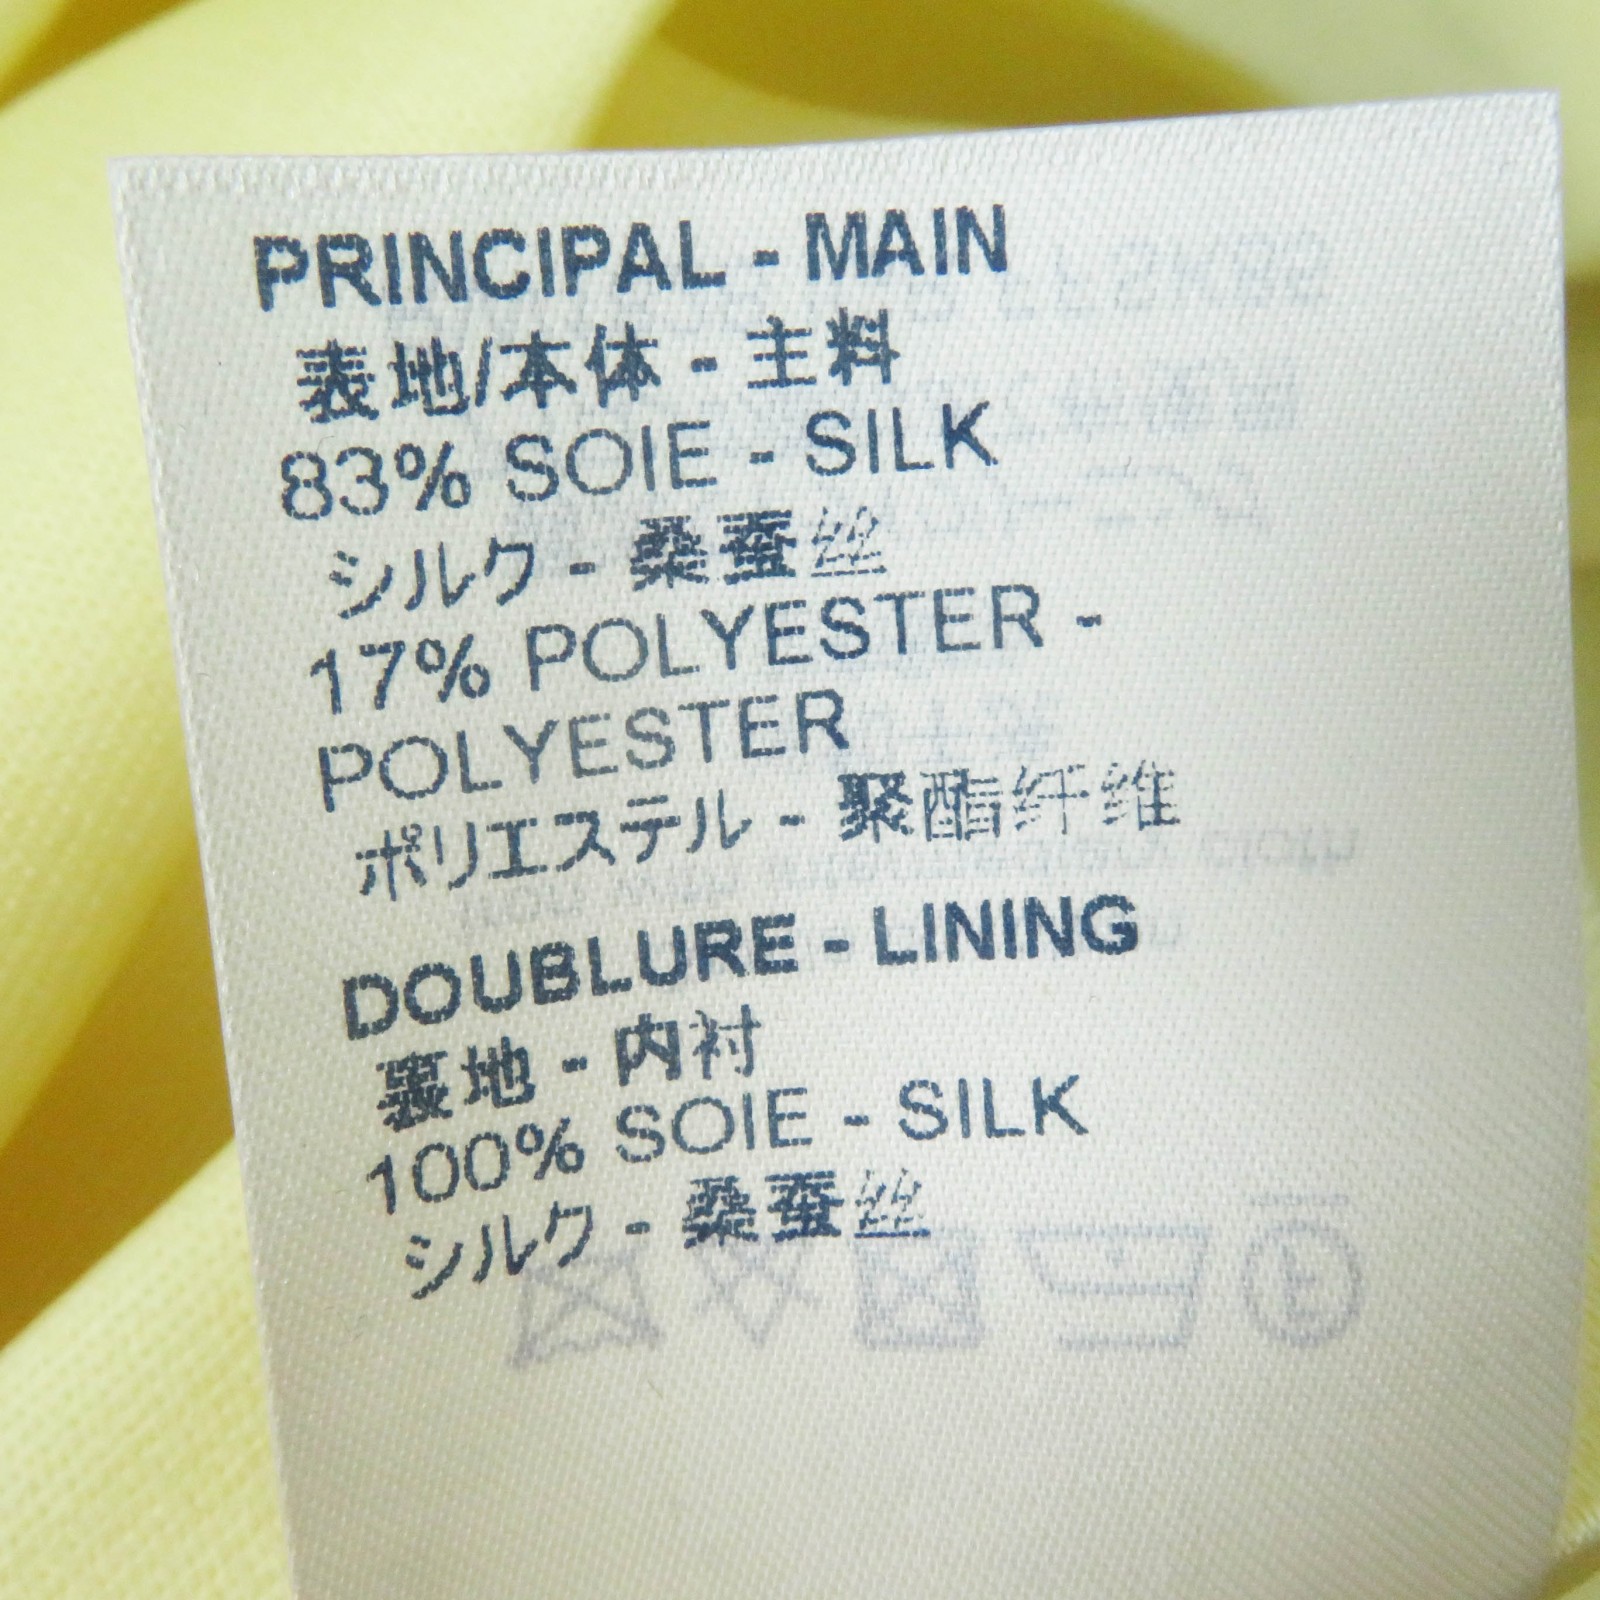 PRINCIPAL - MAIN
表地/本体 - 主料
83% SOIE - SILK
シルク - 桑蚕丝
17% POLYESTER -
POLYESTER
ポリエステル - 聚酯纤维
DOUBLURE - LINING
裏地 - 内衬
100% SOIE - SILK
シルク - 桑蚕丝